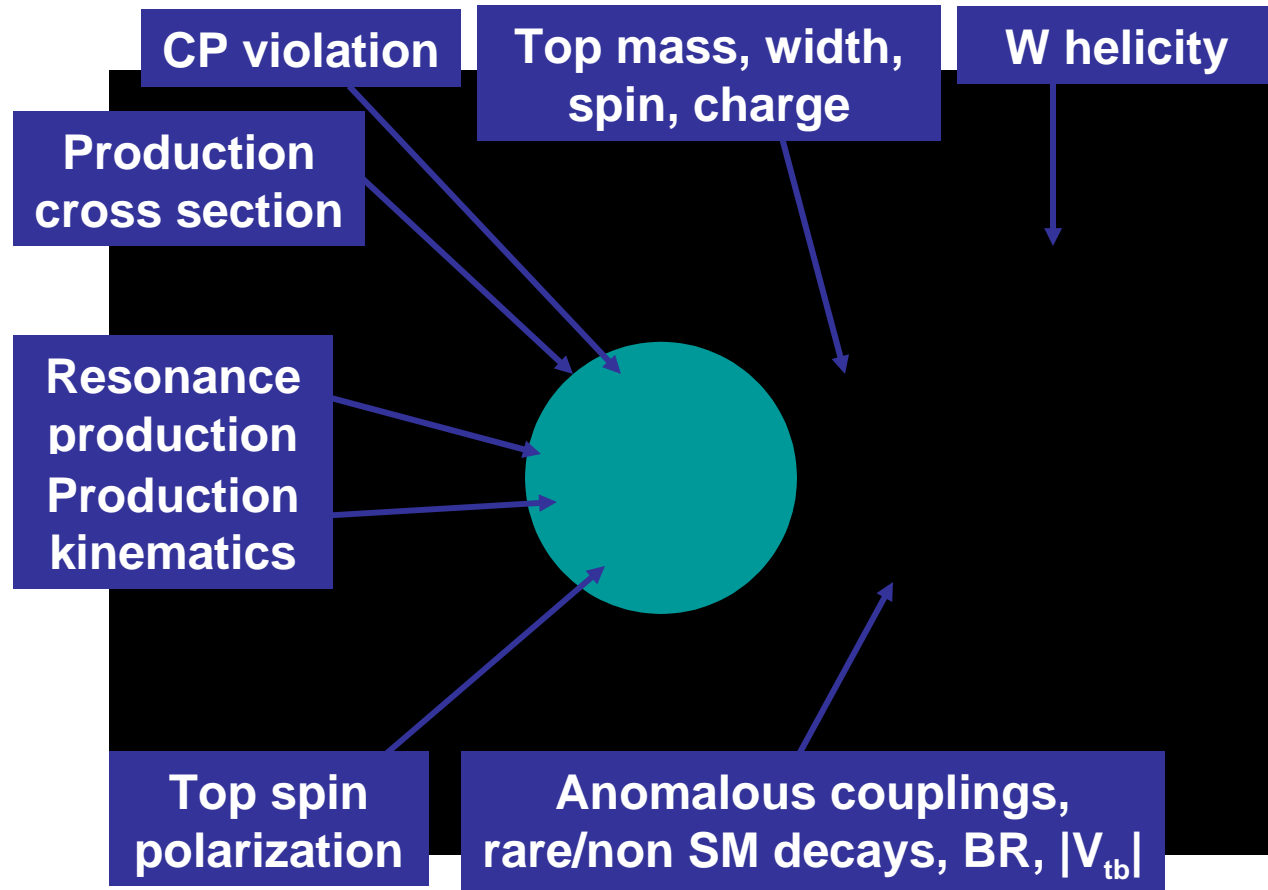 CP violation
Top mass, width,
spin, charge
W helicity
Production
cross section
Resonance
production
Production
kinematics
Top spin
polarization
Anomalous couplings,
rare/non SM decays, BR, |V_tb|